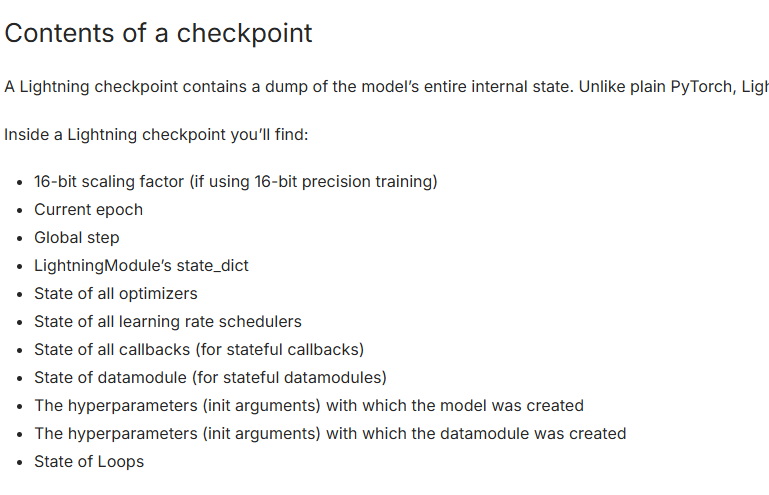 Contents of a checkpoint
A Lightning checkpoint contains a dump of the model’s entire internal state. Unlike plain PyTorch,
Inside a Lightning checkpoint you’ll find:
• 16-bit scaling factor (if using 16-bit precision training)
• Current epoch
• Global step
• LightningModule’s state_dict
• State of all optimizers
• State of all learning rate schedulers
• State of all callbacks (for stateful callbacks)
• State of datamodule (for stateful datamodules)
• The hyperparameters (init arguments) with which the model was created
• The hyperparameters (init arguments) with which the datamodule was created
• State of Loops